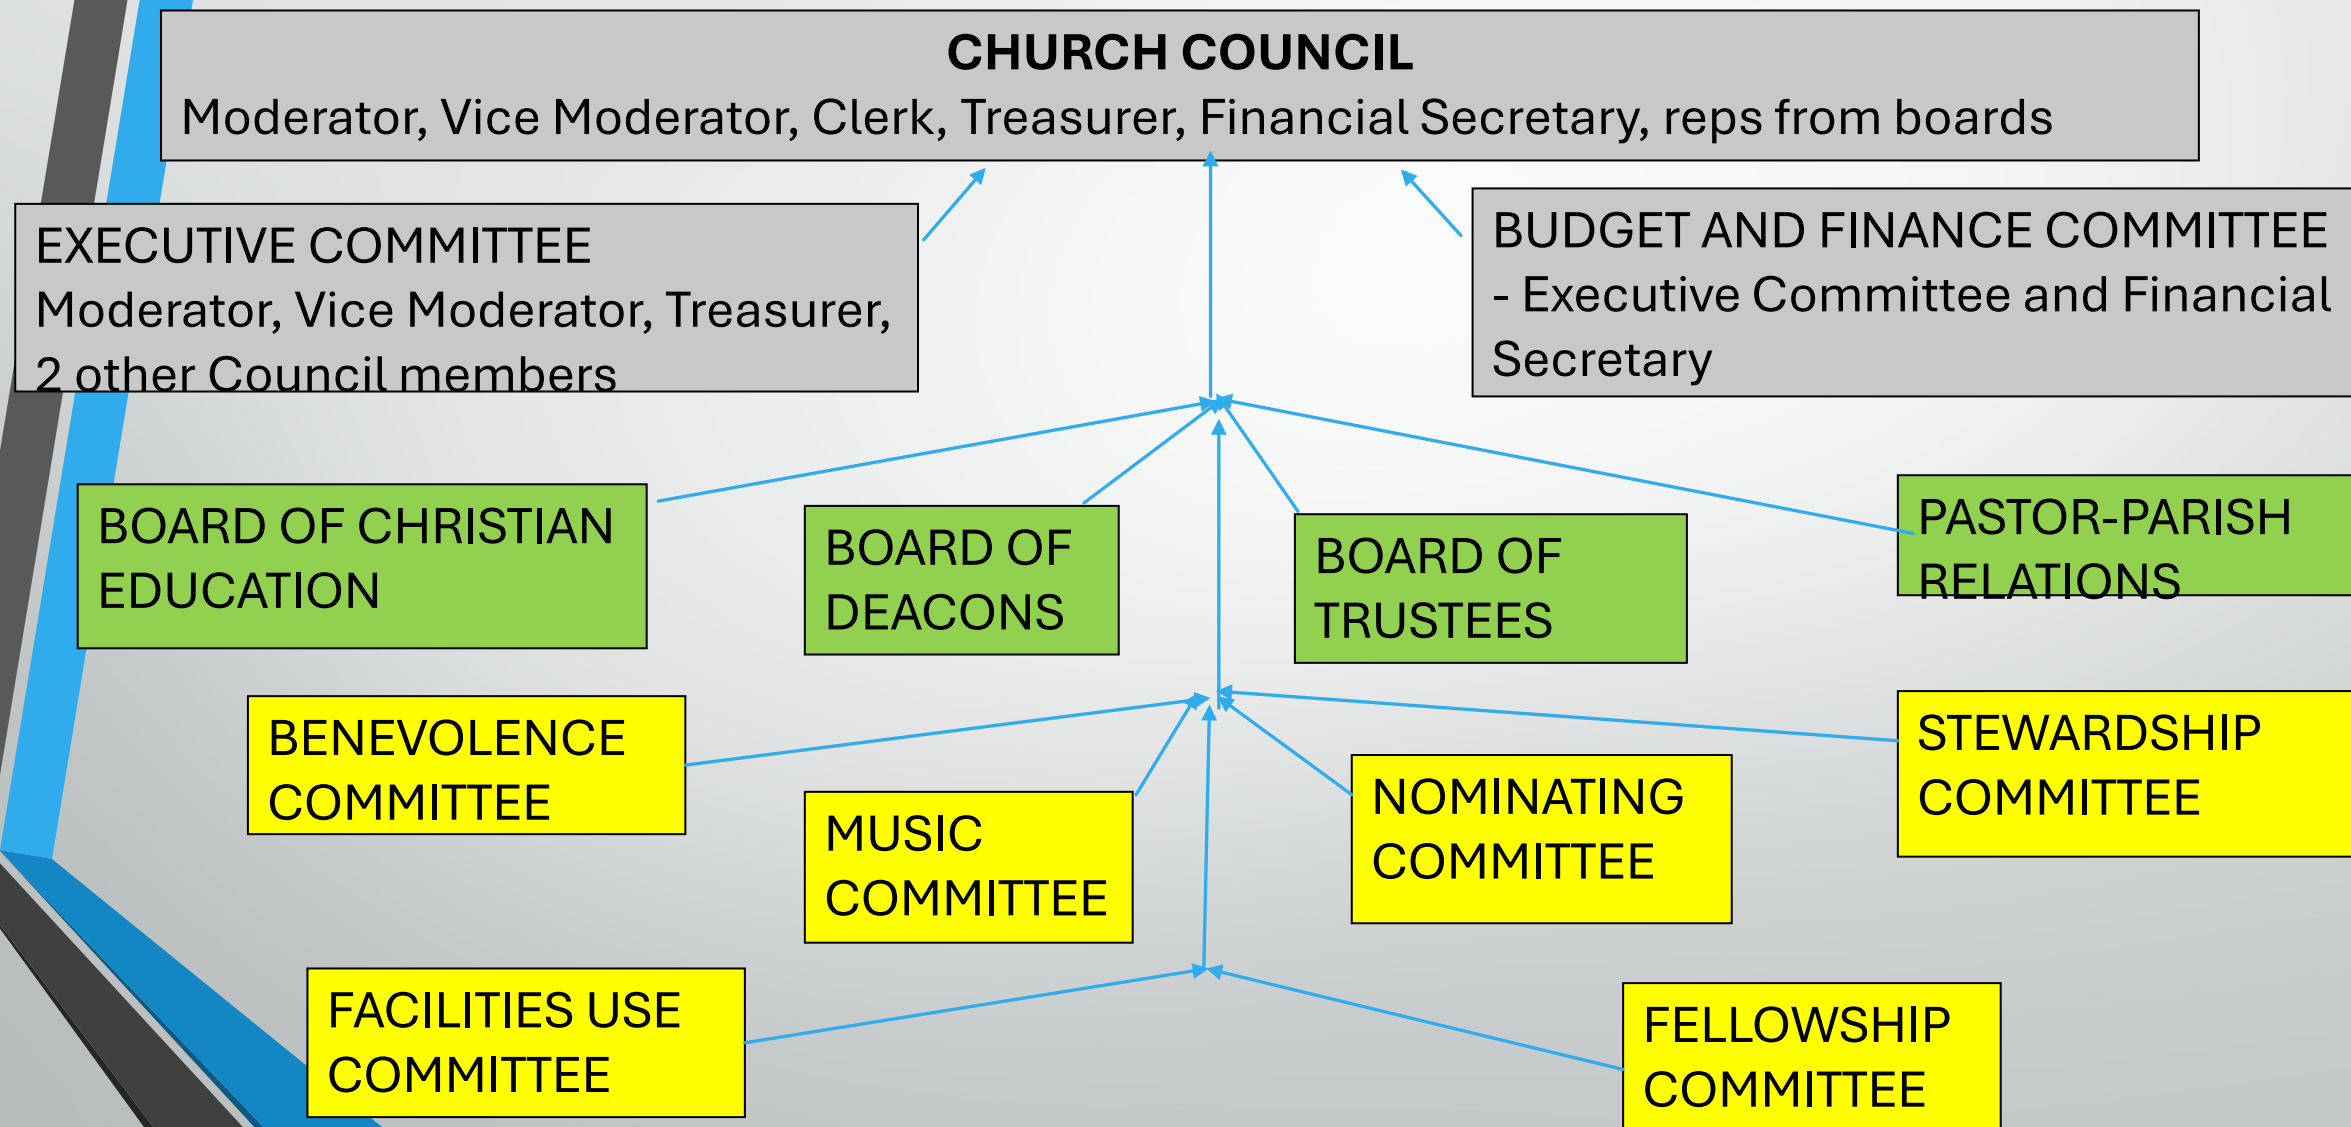 CHURCH COUNCIL
Moderator, Vice Moderator, Clerk, Treasurer, Financial Secretary, reps from boards
EXECUTIVE COMMITTEE
Moderator, Vice Moderator, Treasurer,
2 other Council members
BUDGET AND FINANCE COMMITTEE
- Executive Committee and Financial
Secretary
BOARD OF CHRISTIAN
EDUCATION
BOARD OF
DEACONS
BOARD OF
TRUSTEES
PASTOR-PARISH
RELATIONS
BENEVOLENCE
COMMITTEE
MUSIC
COMMITTEE
NOMINATING
COMMITTEE
STEWARDSHIP
COMMITTEE
FACILITIES USE
COMMITTEE
FELLOWSHIP
COMMITTEE